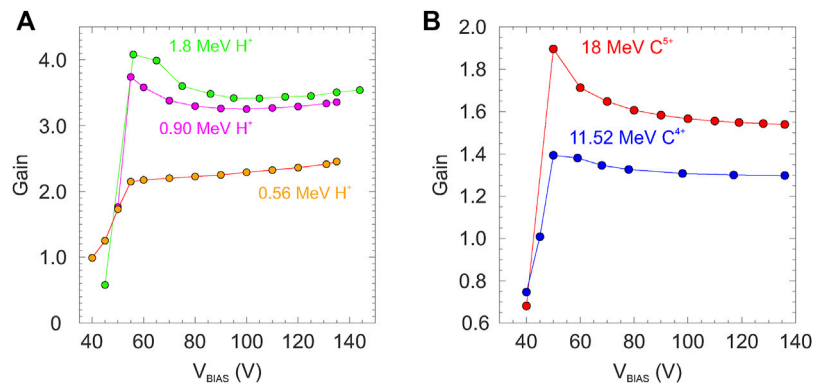 A
1.8 MeV H⁺
0.90 MeV H⁺
0.56 MeV H⁺
Gain
4.0
3.0
2.0
1.0
0
40 60 80 100 120 140
V_BIAS (V)
B
18 MeV C⁵⁺
11.52 MeV C⁴⁺
Gain
2.0
1.8
1.6
1.4
1.2
1.0
0.8
0.6
40 60 80 100 120 140
V_BIAS (V)